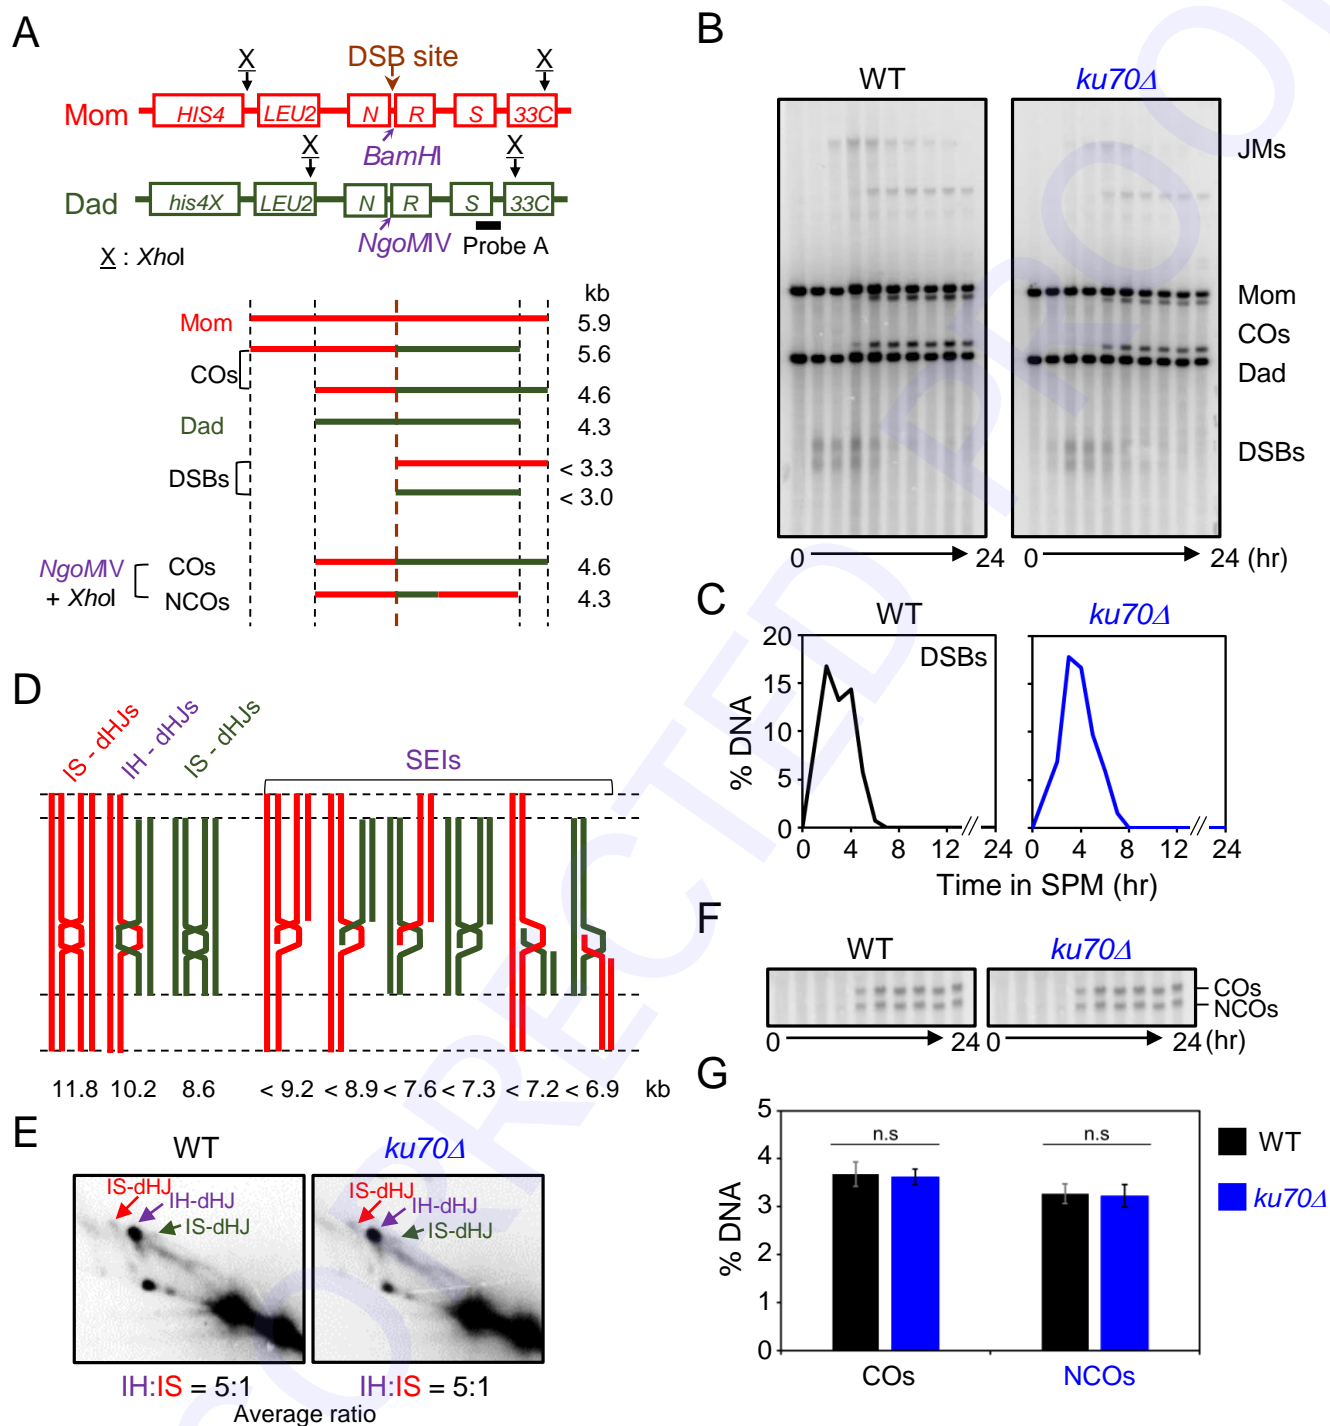 A
X
DSB site
X
Mom
HIS4
LEU2
N
R
S
33C
BamHI
X
X
Dad
his4X
LEU2
N
R
S
33C
NgoMIV
Probe A
X : XhoI
kb
Mom
5.9
COs
5.6
4.6
Dad
4.3
DSBs
< 3.3
< 3.0
NgoMIV
+ XhoI
COs
4.6
NCOs
4.3
B
WT
ku70Δ
JMs
Mom
COs
Dad
DSBs
0
24
0
24 (hr)
C
WT
ku70Δ
DSBs
% DNA
20
15
10
5
0
0 4 8 12 24
0 4 8 12 24
Time in SPM (hr)
D
IS - dHJs
IH - dHJs
IS - dHJs
SEIs
11.8 10.2 8.6 < 9.2 < 8.9 < 7.6 < 7.3 < 7.2 < 6.9 kb
E
WT
ku70Δ
IS-dHJ
IH-dHJ
IS-dHJ
IS-dHJ
IH-dHJ
IS-dHJ
IH:IS = 5:1
IH:IS = 5:1
Average ratio
F
WT
ku70Δ
COs
NCOs
0
24
0
24 (hr)
G
% DNA
5
4
3
2
1
0
n.s
n.s
WT
ku70Δ
COs
NCOs
UNCORRECTED PROOF